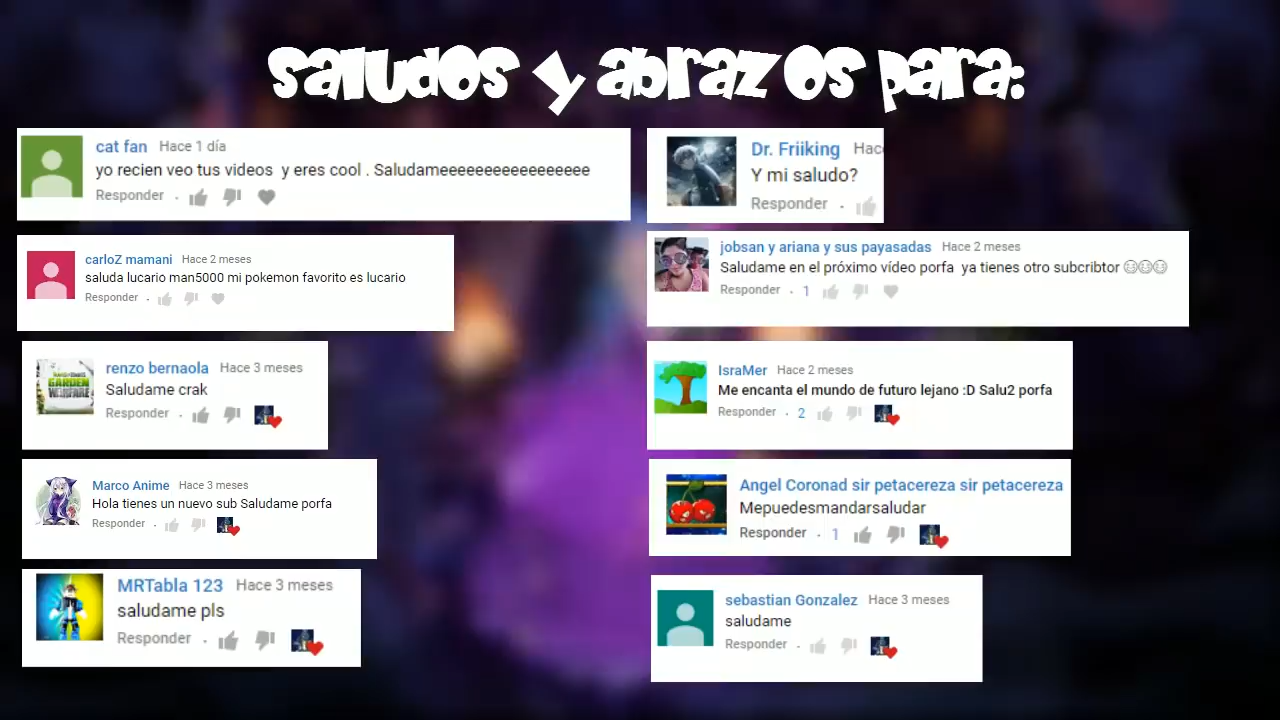 saludos y abrazos para:
cat fan Hace 1 día
yo recien veo tus videos y eres cool . Saludameeeeeeeeeeeeeeeeee
Responder
carloZ mamani Hace 2 meses
saluda lucario man5000 mi pokemon favorito es lucario
Responder
renzo bernaola Hace 3 meses
Saludame crak
Responder
GARDEN
WARFARE
Marco Anime Hace 3 meses
Hola tienes un nuevo sub Saludame porfa
Responder
MRTabla 123 Hace 3 meses
saludame pls
Responder
Dr. Friiking Hac
Y mi saludo?
Responder
jobsan y ariana y sus payasadas Hace 2 meses
Saludame en el próximo vídeo porfa ya tienes otro subcribtor
Responder 1
IsraMer Hace 2 meses
Me encanta el mundo de futuro lejano :D Salu2 porfa
Responder 2
Angel Coronad sir petacereza sir petacereza
Mepuedesmandarsaludar
Responder 1
sebastian Gonzalez Hace 3 meses
saludame
Responder